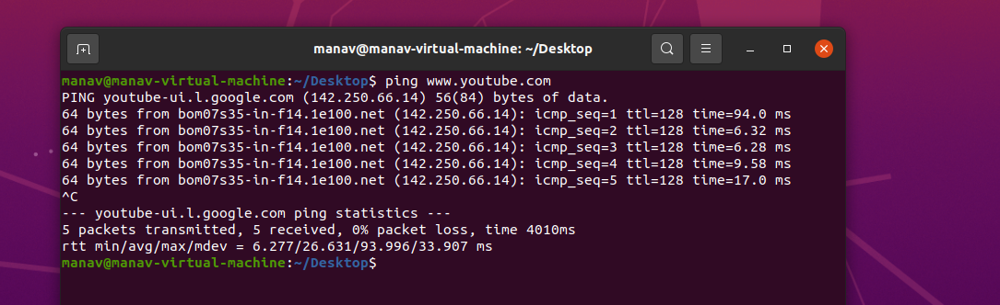 manav@manav-virtual-machine: ~/Desktop
manav@manav-virtual-machine:~/Desktop$ ping www.youtube.com
PING youtube-ui.l.google.com (142.250.66.14) 56(84) bytes of data.
64 bytes from bom07s35-in-f14.1e100.net (142.250.66.14): icmp_seq=1 ttl=128 time=94.0 ms
64 bytes from bom07s35-in-f14.1e100.net (142.250.66.14): icmp_seq=2 ttl=128 time=6.32 ms
64 bytes from bom07s35-in-f14.1e100.net (142.250.66.14): icmp_seq=3 ttl=128 time=6.28 ms
64 bytes from bom07s35-in-f14.1e100.net (142.250.66.14): icmp_seq=4 ttl=128 time=9.58 ms
64 bytes from bom07s35-in-f14.1e100.net (142.250.66.14): icmp_seq=5 ttl=128 time=17.0 ms
^C
--- youtube-ui.l.google.com ping statistics ---
5 packets transmitted, 5 received, 0% packet loss, time 4010ms
rtt min/avg/max/mdev = 6.277/26.631/93.996/33.907 ms
manav@manav-virtual-machine:~/Desktop$